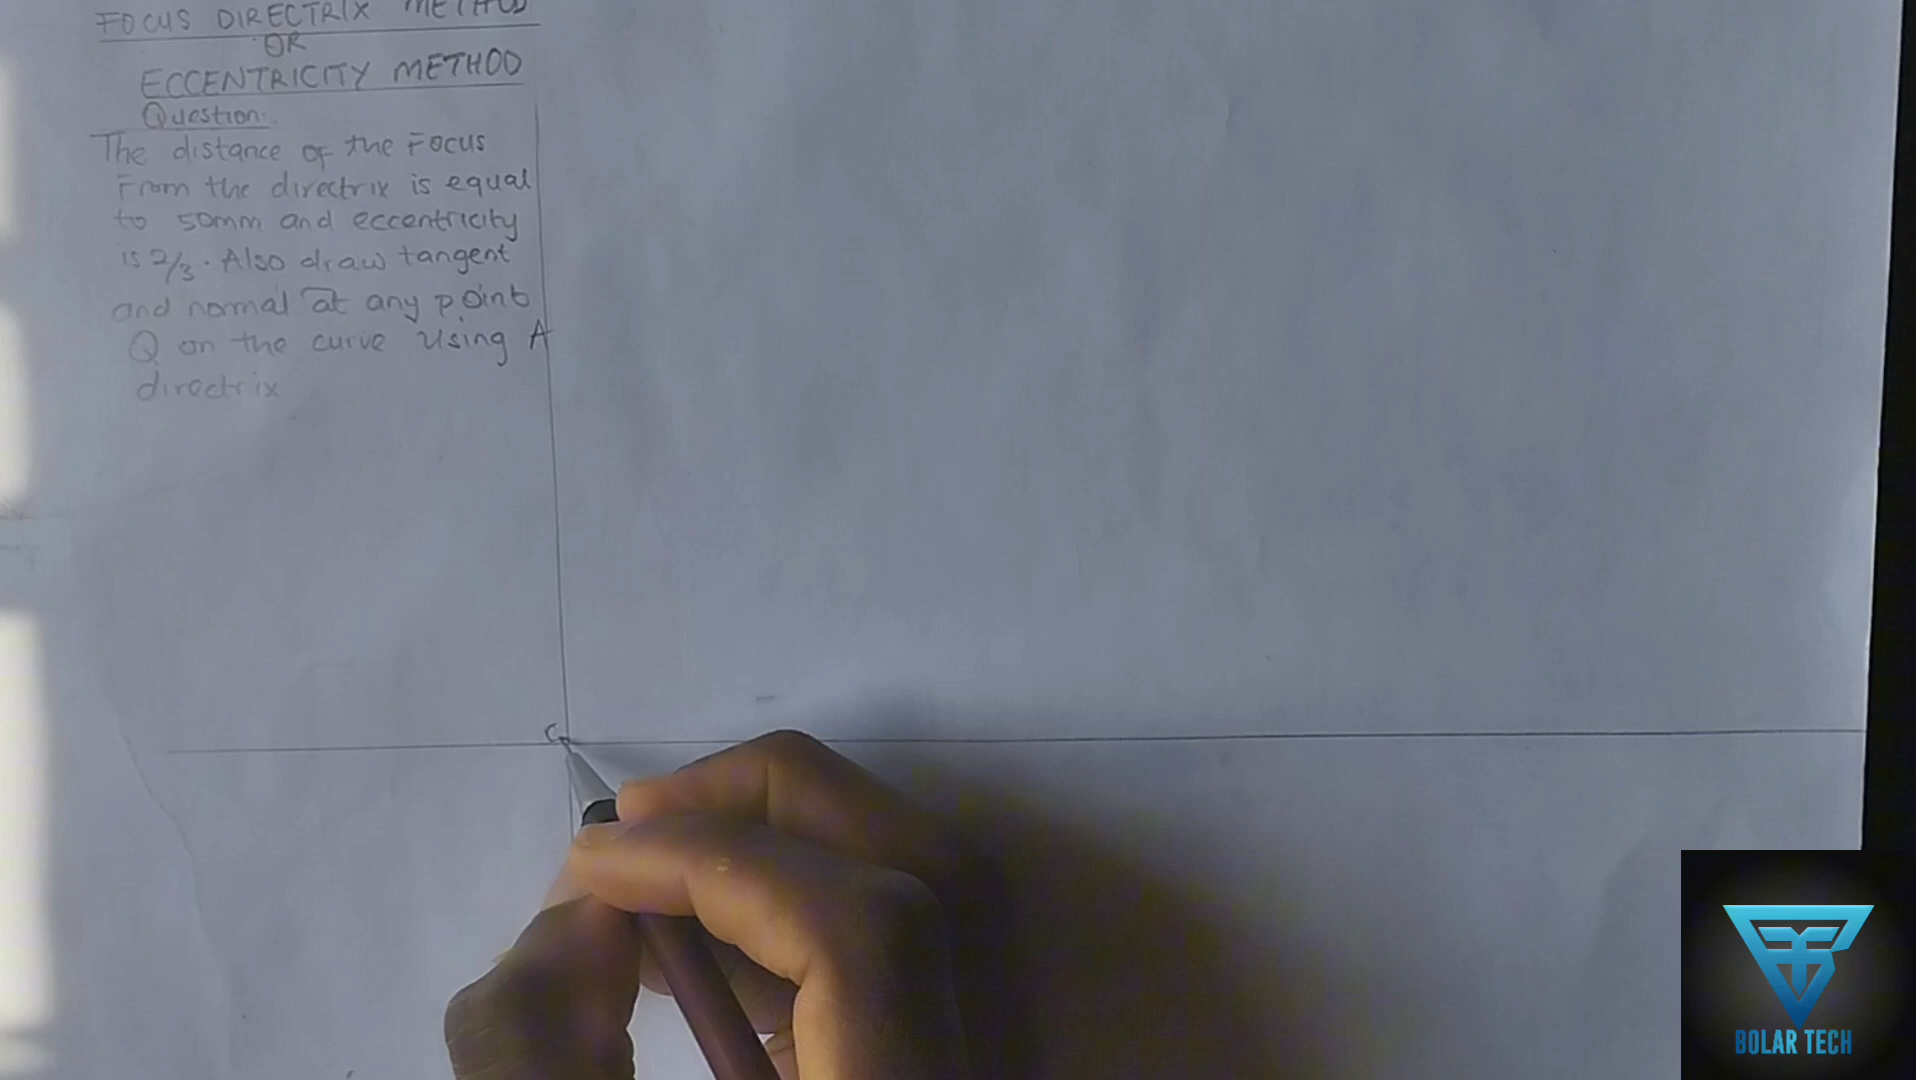 FOCUS DIRECTRIX METHOD
OR
ECCENTRICITY METHOD
Question:
The distance of the Focus
From the directrix is equal
to 50mm and eccentricity
is 2/3. Also draw tangent
and normal at any point
Q on the curve using A
directrix
C
BOLAR TECH